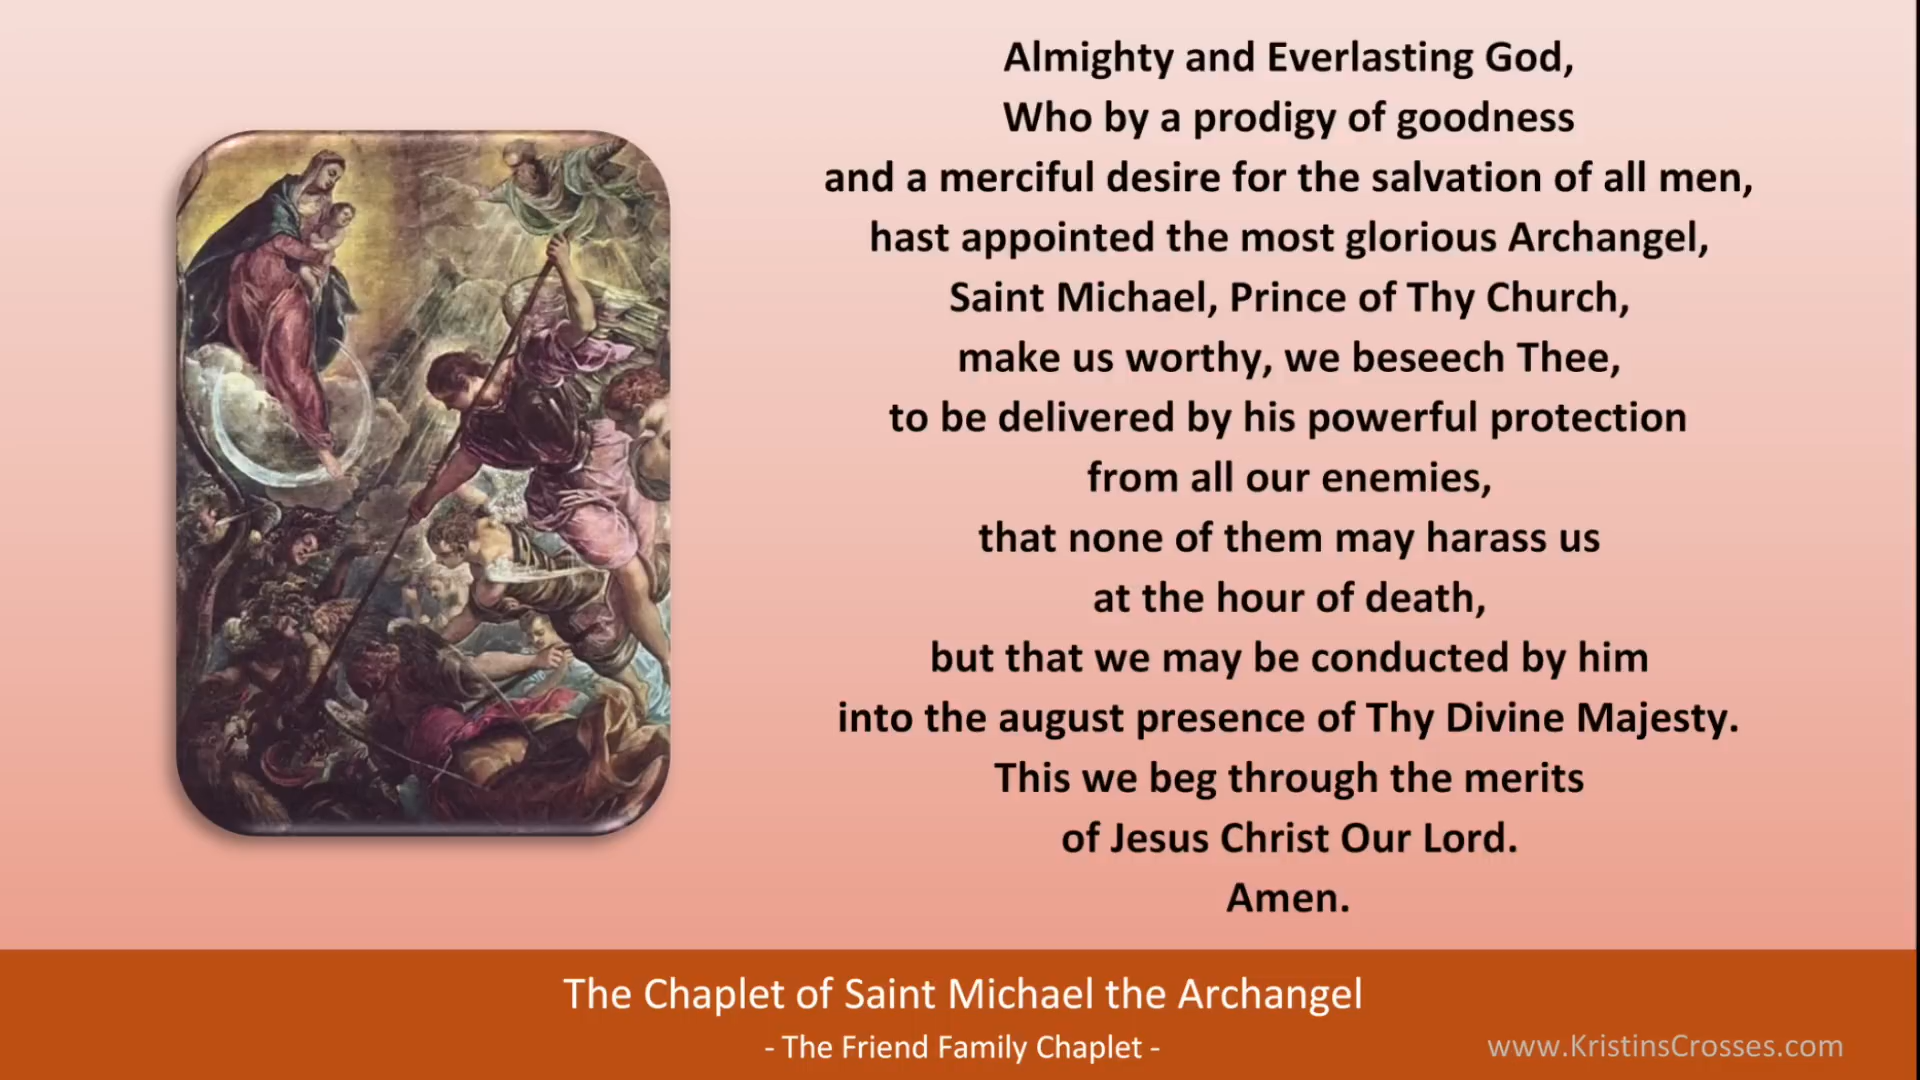 Almighty and Everlasting God,
Who by a prodigy of goodness
and a merciful desire for the salvation of all men,
hast appointed the most glorious Archangel,
Saint Michael, Prince of Thy Church,
make us worthy, we beseech Thee,
to be delivered by his powerful protection
from all our enemies,
that none of them may harass us
at the hour of death,
but that we may be conducted by him
into the august presence of Thy Divine Majesty.
This we beg through the merits
of Jesus Christ Our Lord.
Amen.
The Chaplet of Saint Michael the Archangel
- The Friend Family Chaplet -
www.KristinsCrosses.com